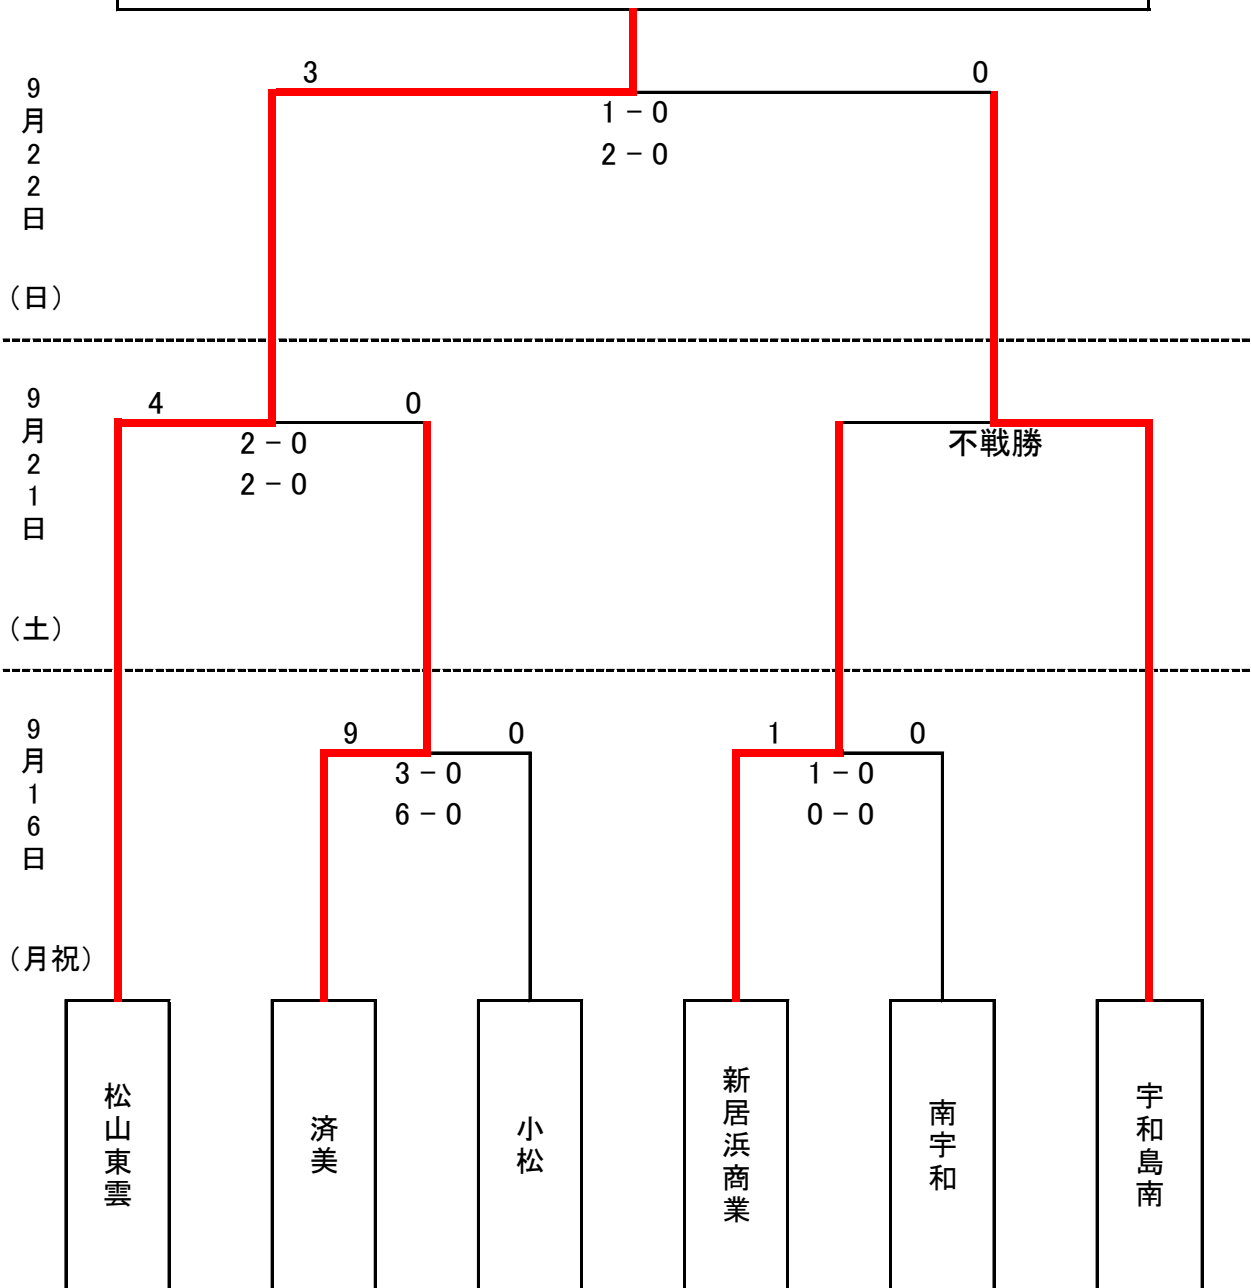 3
0
1－0
2－0
9月22日
（日）
4
0
2－0
2－0
不戦勝
9月21日
（土）
9
0
3－0
6－0
1
0
1－0
0－0
9月16日
（月祝）
松山東雲
済美
小松
新居浜商業
南宇和
宇和島南